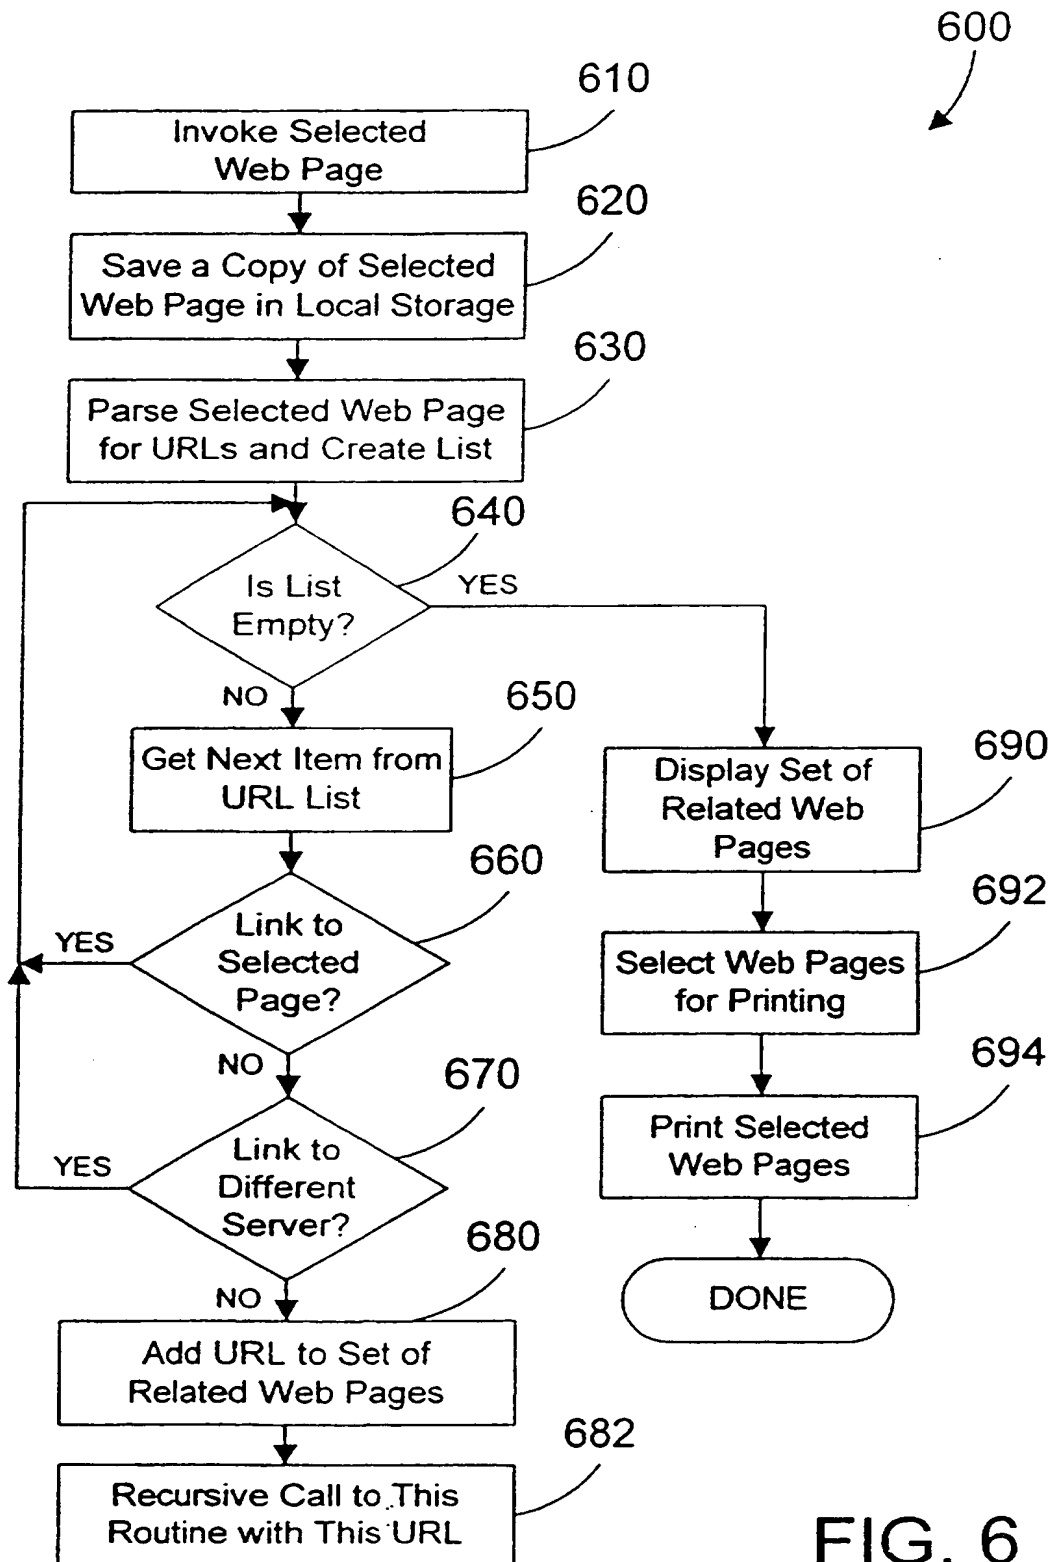 600
610
Invoke Selected
Web Page
620
Save a Copy of Selected
Web Page in Local Storage
630
Parse Selected Web Page
for URLs and Create List
640
Is List
Empty?
YES
NO
650
Get Next Item from
URL List
660
Link to
Selected
Page?
YES
NO
670
Link to
Different
Server?
YES
NO
680
Add URL to Set of
Related Web Pages
682
Recursive Call to This
Routine with This URL
690
Display Set of
Related Web
Pages
692
Select Web Pages
for Printing
694
Print Selected
Web Pages
DONE
FIG. 6